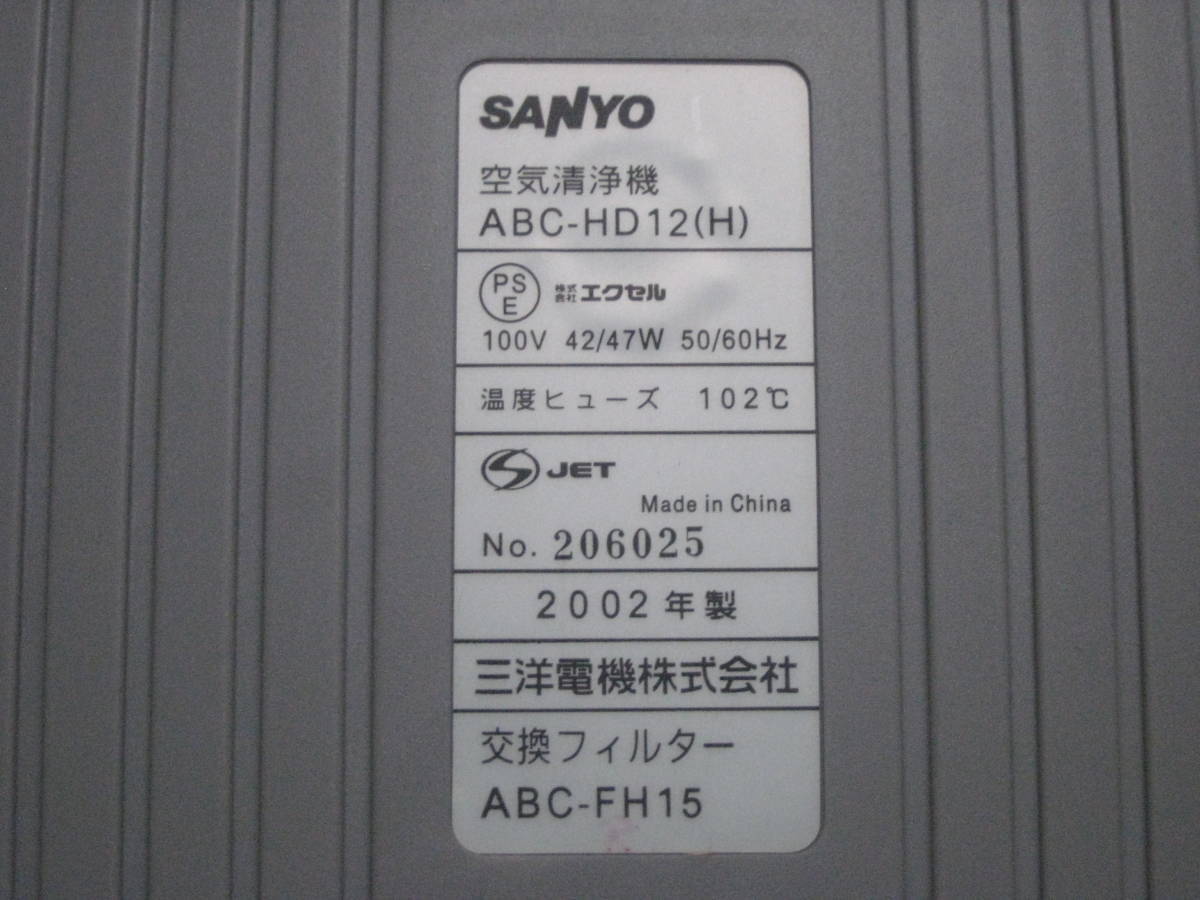 SANYO
空気清浄機
ABC-HD12(H)
PSE 株式会社エクセル
100V 42/47W 50/60Hz
温度ヒューズ 102℃
JET
Made in China
No. 206025
2002年製
三洋電機株式会社
交換フィルター
ABC-FH15